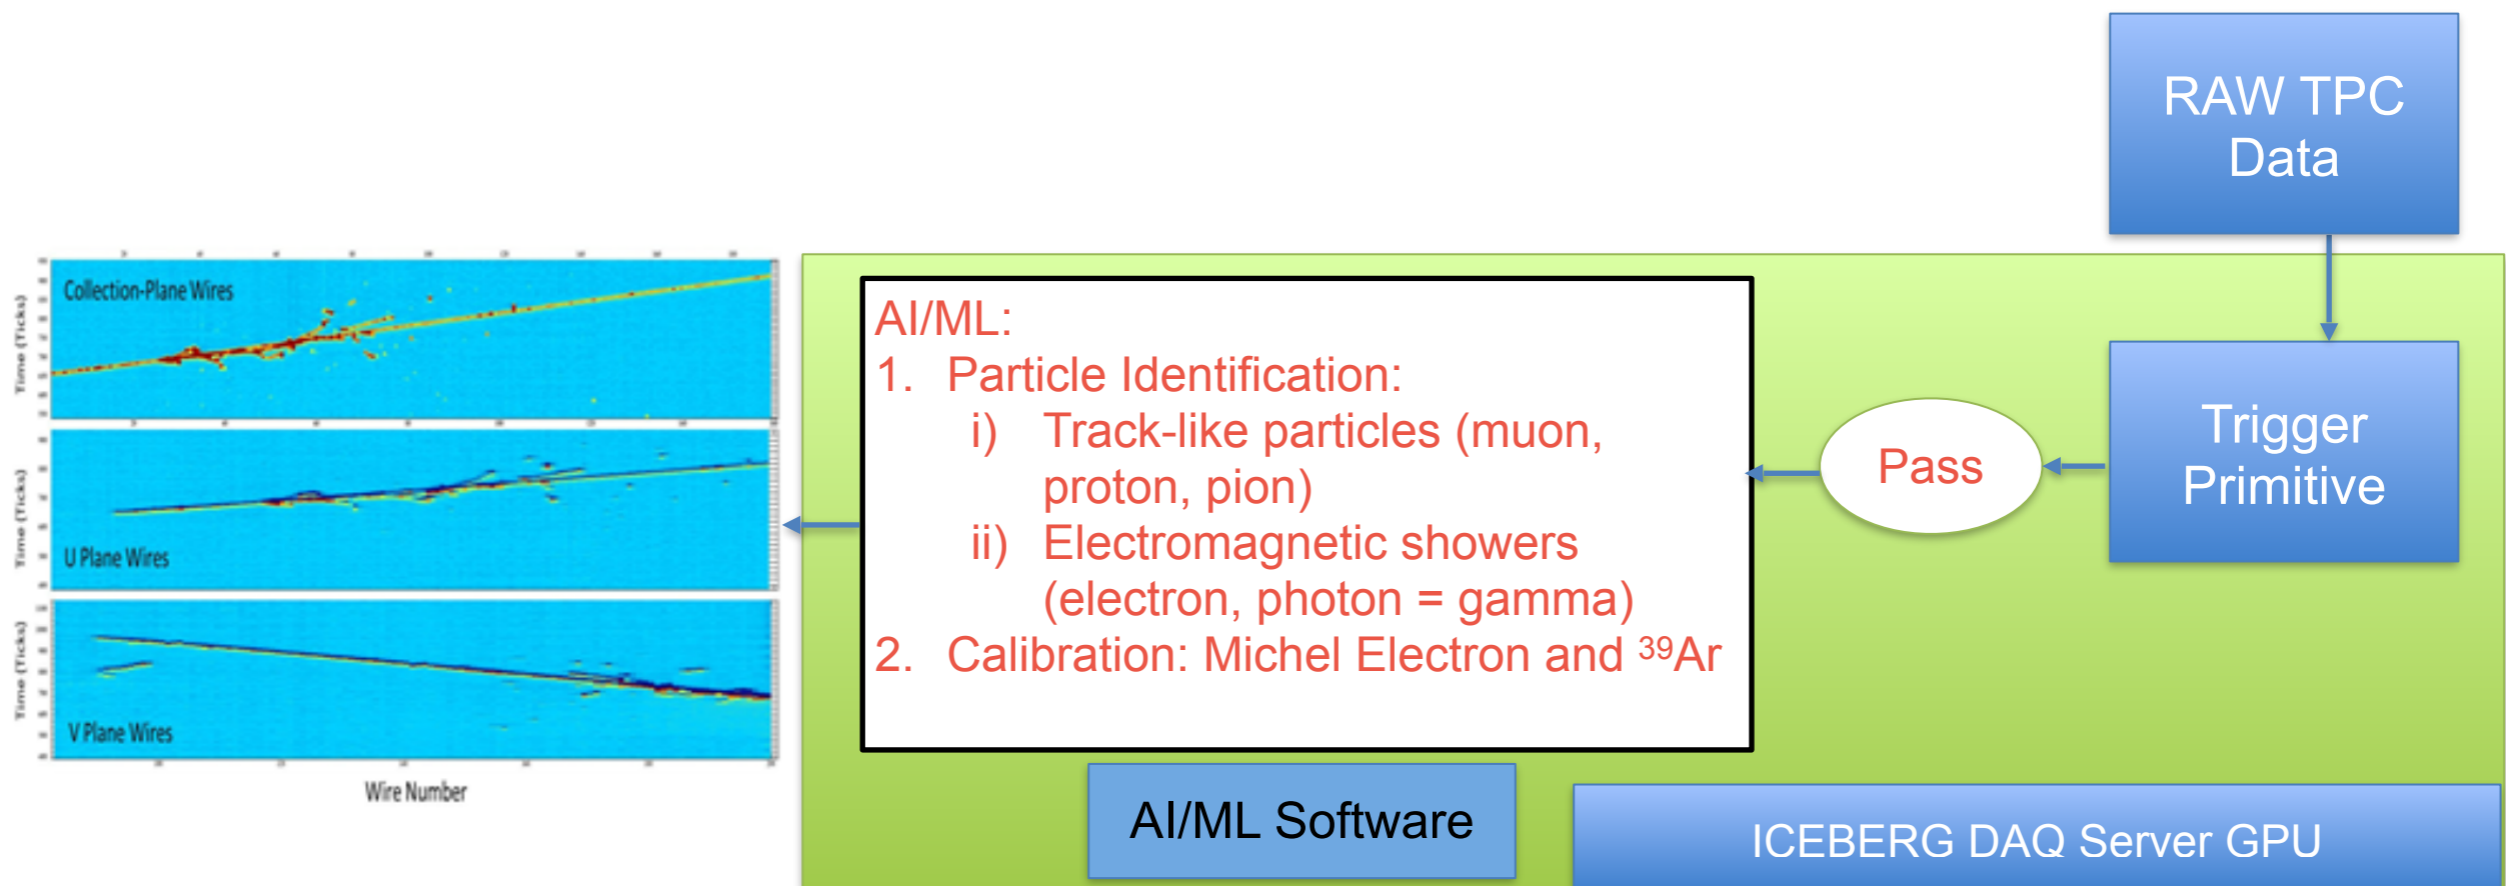 RAW TPC
Data
Collection-Plane Wires
Time (Ticks)
U Plane Wires
Time (Ticks)
V Plane Wires
Time (Ticks)
Wire Number
AI/ML:
1. Particle Identification:
i) Track-like particles (muon,
proton, pion)
ii) Electromagnetic showers
(electron, photon = gamma)
2. Calibration: Michel Electron and ³⁹Ar
Pass
Trigger
Primitive
AI/ML Software
ICEBERG DAQ Server GPU